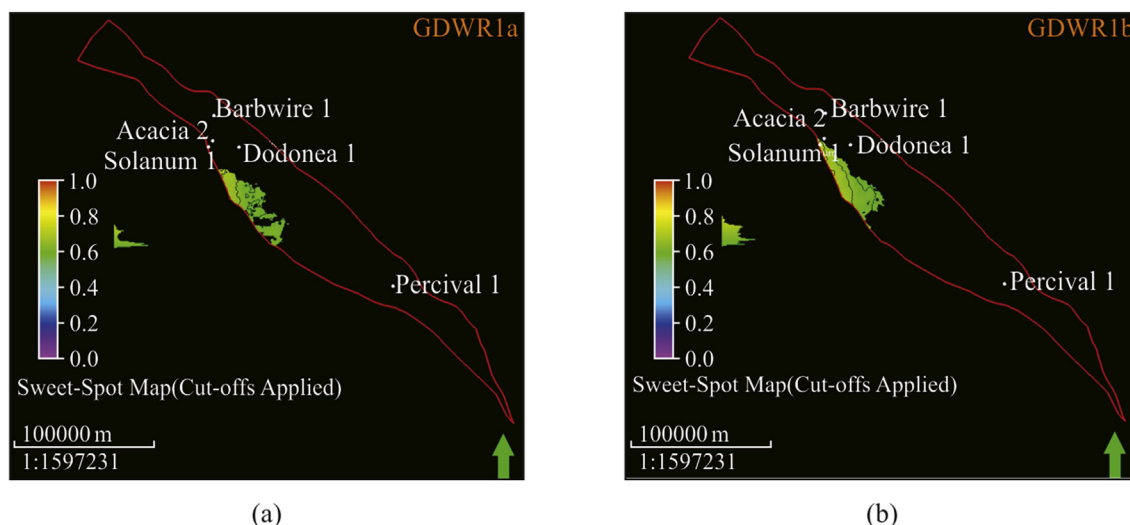 GDWR1a
Barbwire 1
Acacia 2
Solanum 1
Dodonea 1
1.0
0.8
0.6
0.4
0.2
0.0
Percival 1
Sweet-Spot Map(Cut-offs Applied)
100000 m
1:1597231
(a)
GDWR1b
Barbwire 1
Acacia 2
Solanum 1
Dodonea 1
1.0
0.8
0.6
0.4
0.2
0.0
Percival 1
Sweet-Spot Map(Cut-offs Applied)
100000 m
1:1597231
(b)